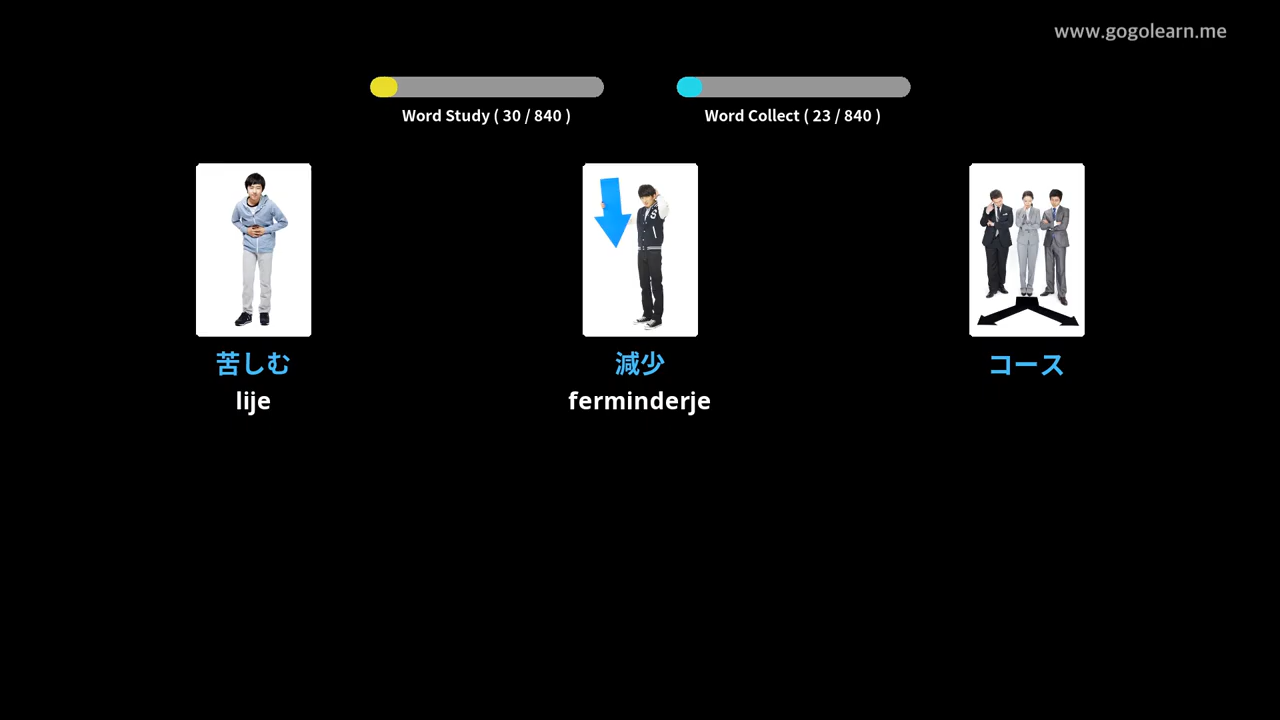 www.gogolearn.me
Word Study ( 30 / 840 )
Word Collect ( 23 / 840 )
苦しむ
減少
コース
lije
ferminderje